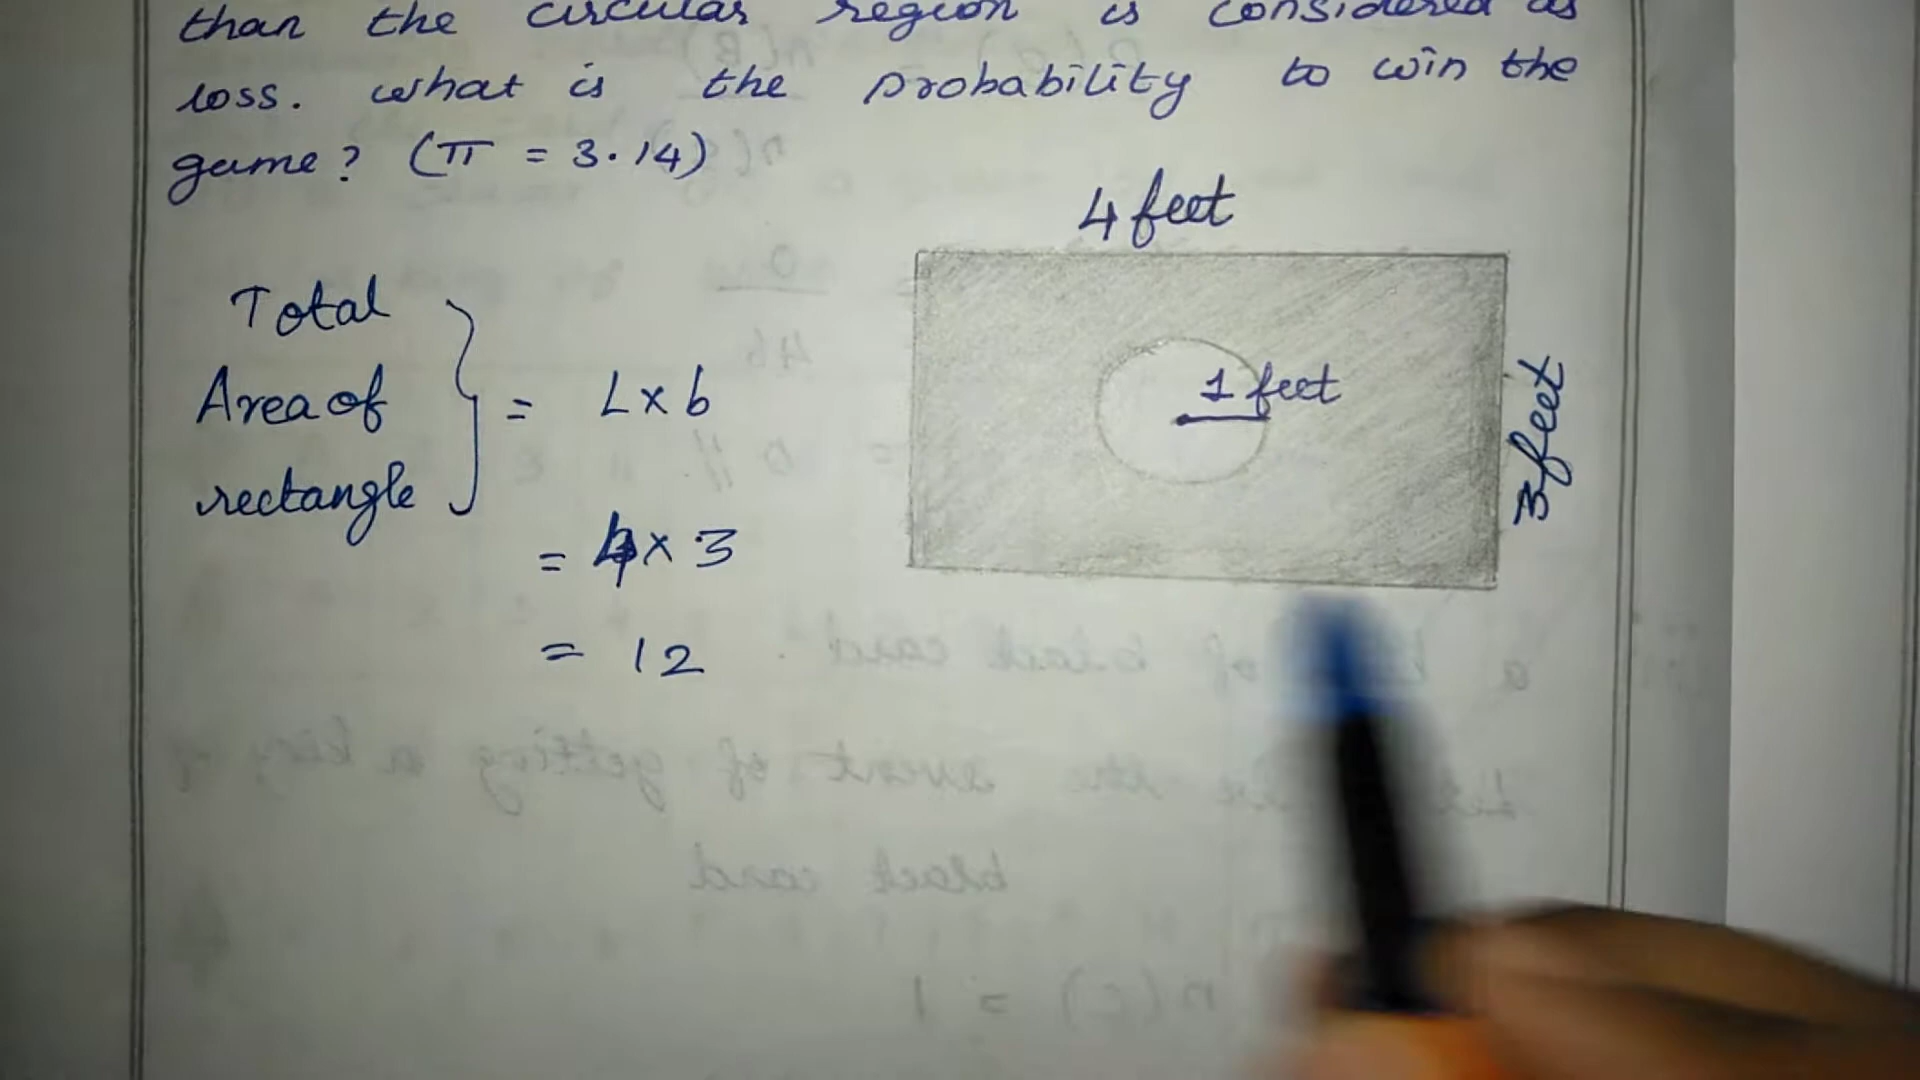 than the circular region is considered as
loss. what is the probability to win the
game? (π = 3.14)
4 feet
Total
Area of
rectangle
= L x b
1 feet
3 feet
= 4 x 3
= 12